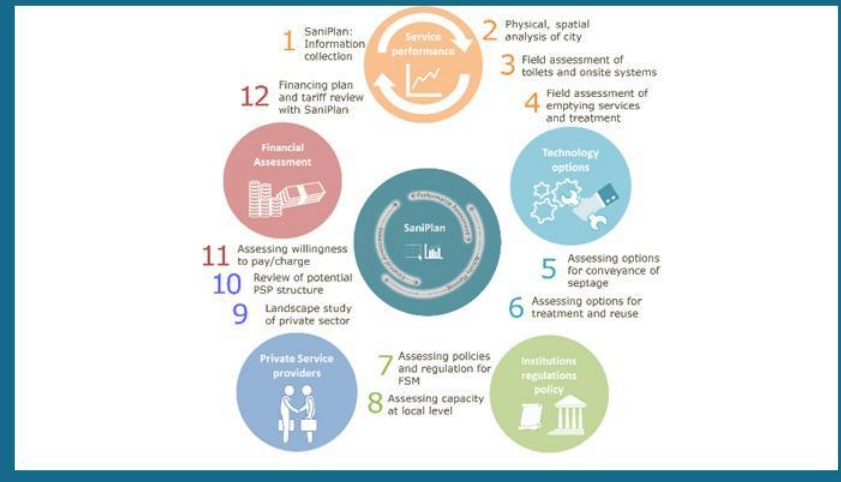 1 SaniPlan:
Information
collection
Service
performance
2 Physical, spatial
analysis of city
3 Field assessment of
toilets and onsite systems
4 Field assessment of
emptying services
and treatment
12 Financing plan
and tariff review
with SaniPlan
Financial
Assessment
Technology
options
Performance Assessment
SaniPlan
11 Assessing willingness
to pay/charge
10 Review of potential
PSP structure
9 Landscape study
of private sector
5 Assessing options
for conveyance of
septage
6 Assessing options for
treatment and reuse
Private Service
providers
7 Assessing policies
and regulation for
FSM
8 Assessing capacity
at local level
Institutions
regulations
policy